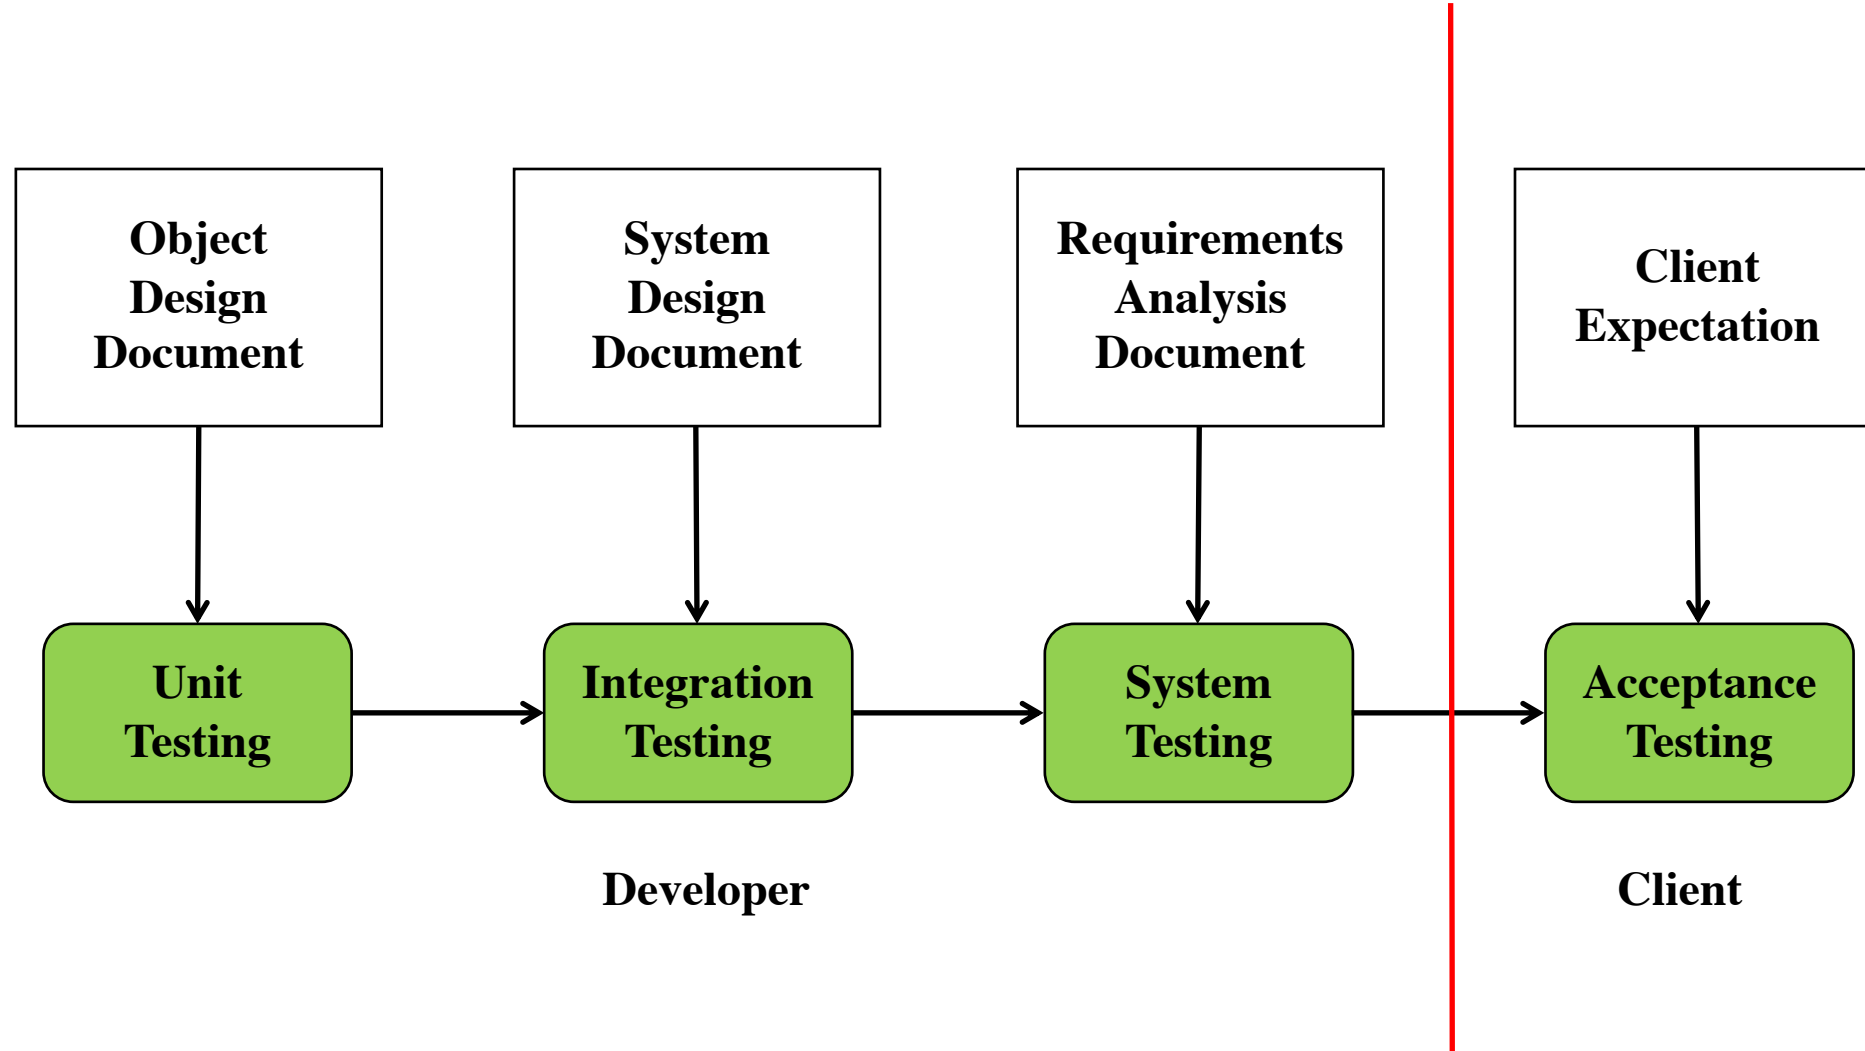 Object
Design
Document
System
Design
Document
Requirements
Analysis
Document
Client
Expectation
Unit
Testing
Integration
Testing
System
Testing
Acceptance
Testing
Developer
Client